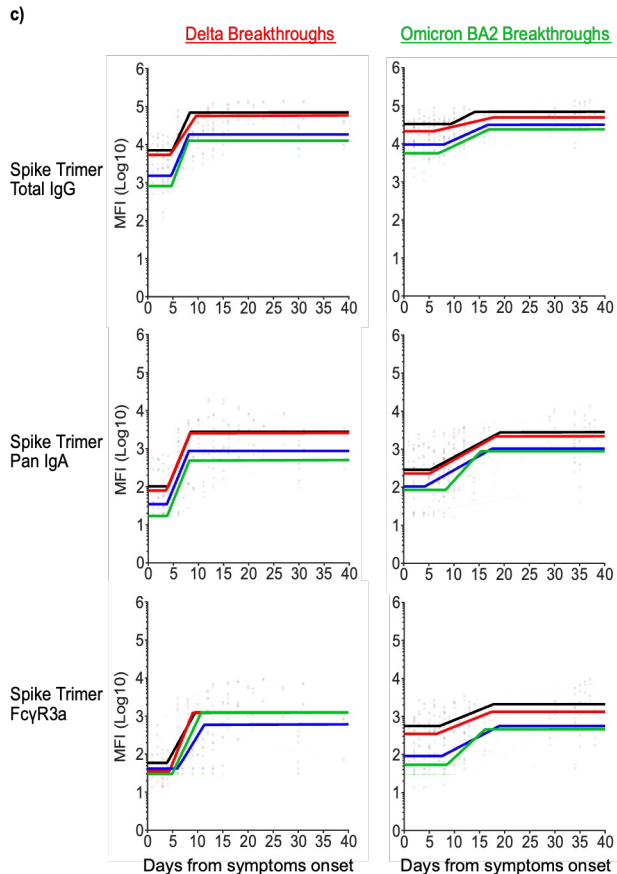 c)
Delta Breakthroughs
Omicron BA2 Breakthroughs
Spike Trimer
Total IgG
MFI (Log10)
6
5
4
3
2
1
0
0 5 10 15 20 25 30 35 40
6
5
4
3
2
1
0
0 5 10 15 20 25 30 35 40
Spike Trimer
Pan IgA
MFI (Log10)
6
5
4
3
2
1
0
0 5 10 15 20 25 30 35 40
6
5
4
3
2
1
0
0 5 10 15 20 25 30 35 40
Spike Trimer
FcγR3a
MFI (Log10)
6
5
4
3
2
1
0
0 5 10 15 20 25 30 35 40
6
5
4
3
2
1
0
0 5 10 15 20 25 30 35 40
Days from symptoms onset
Days from symptoms onset